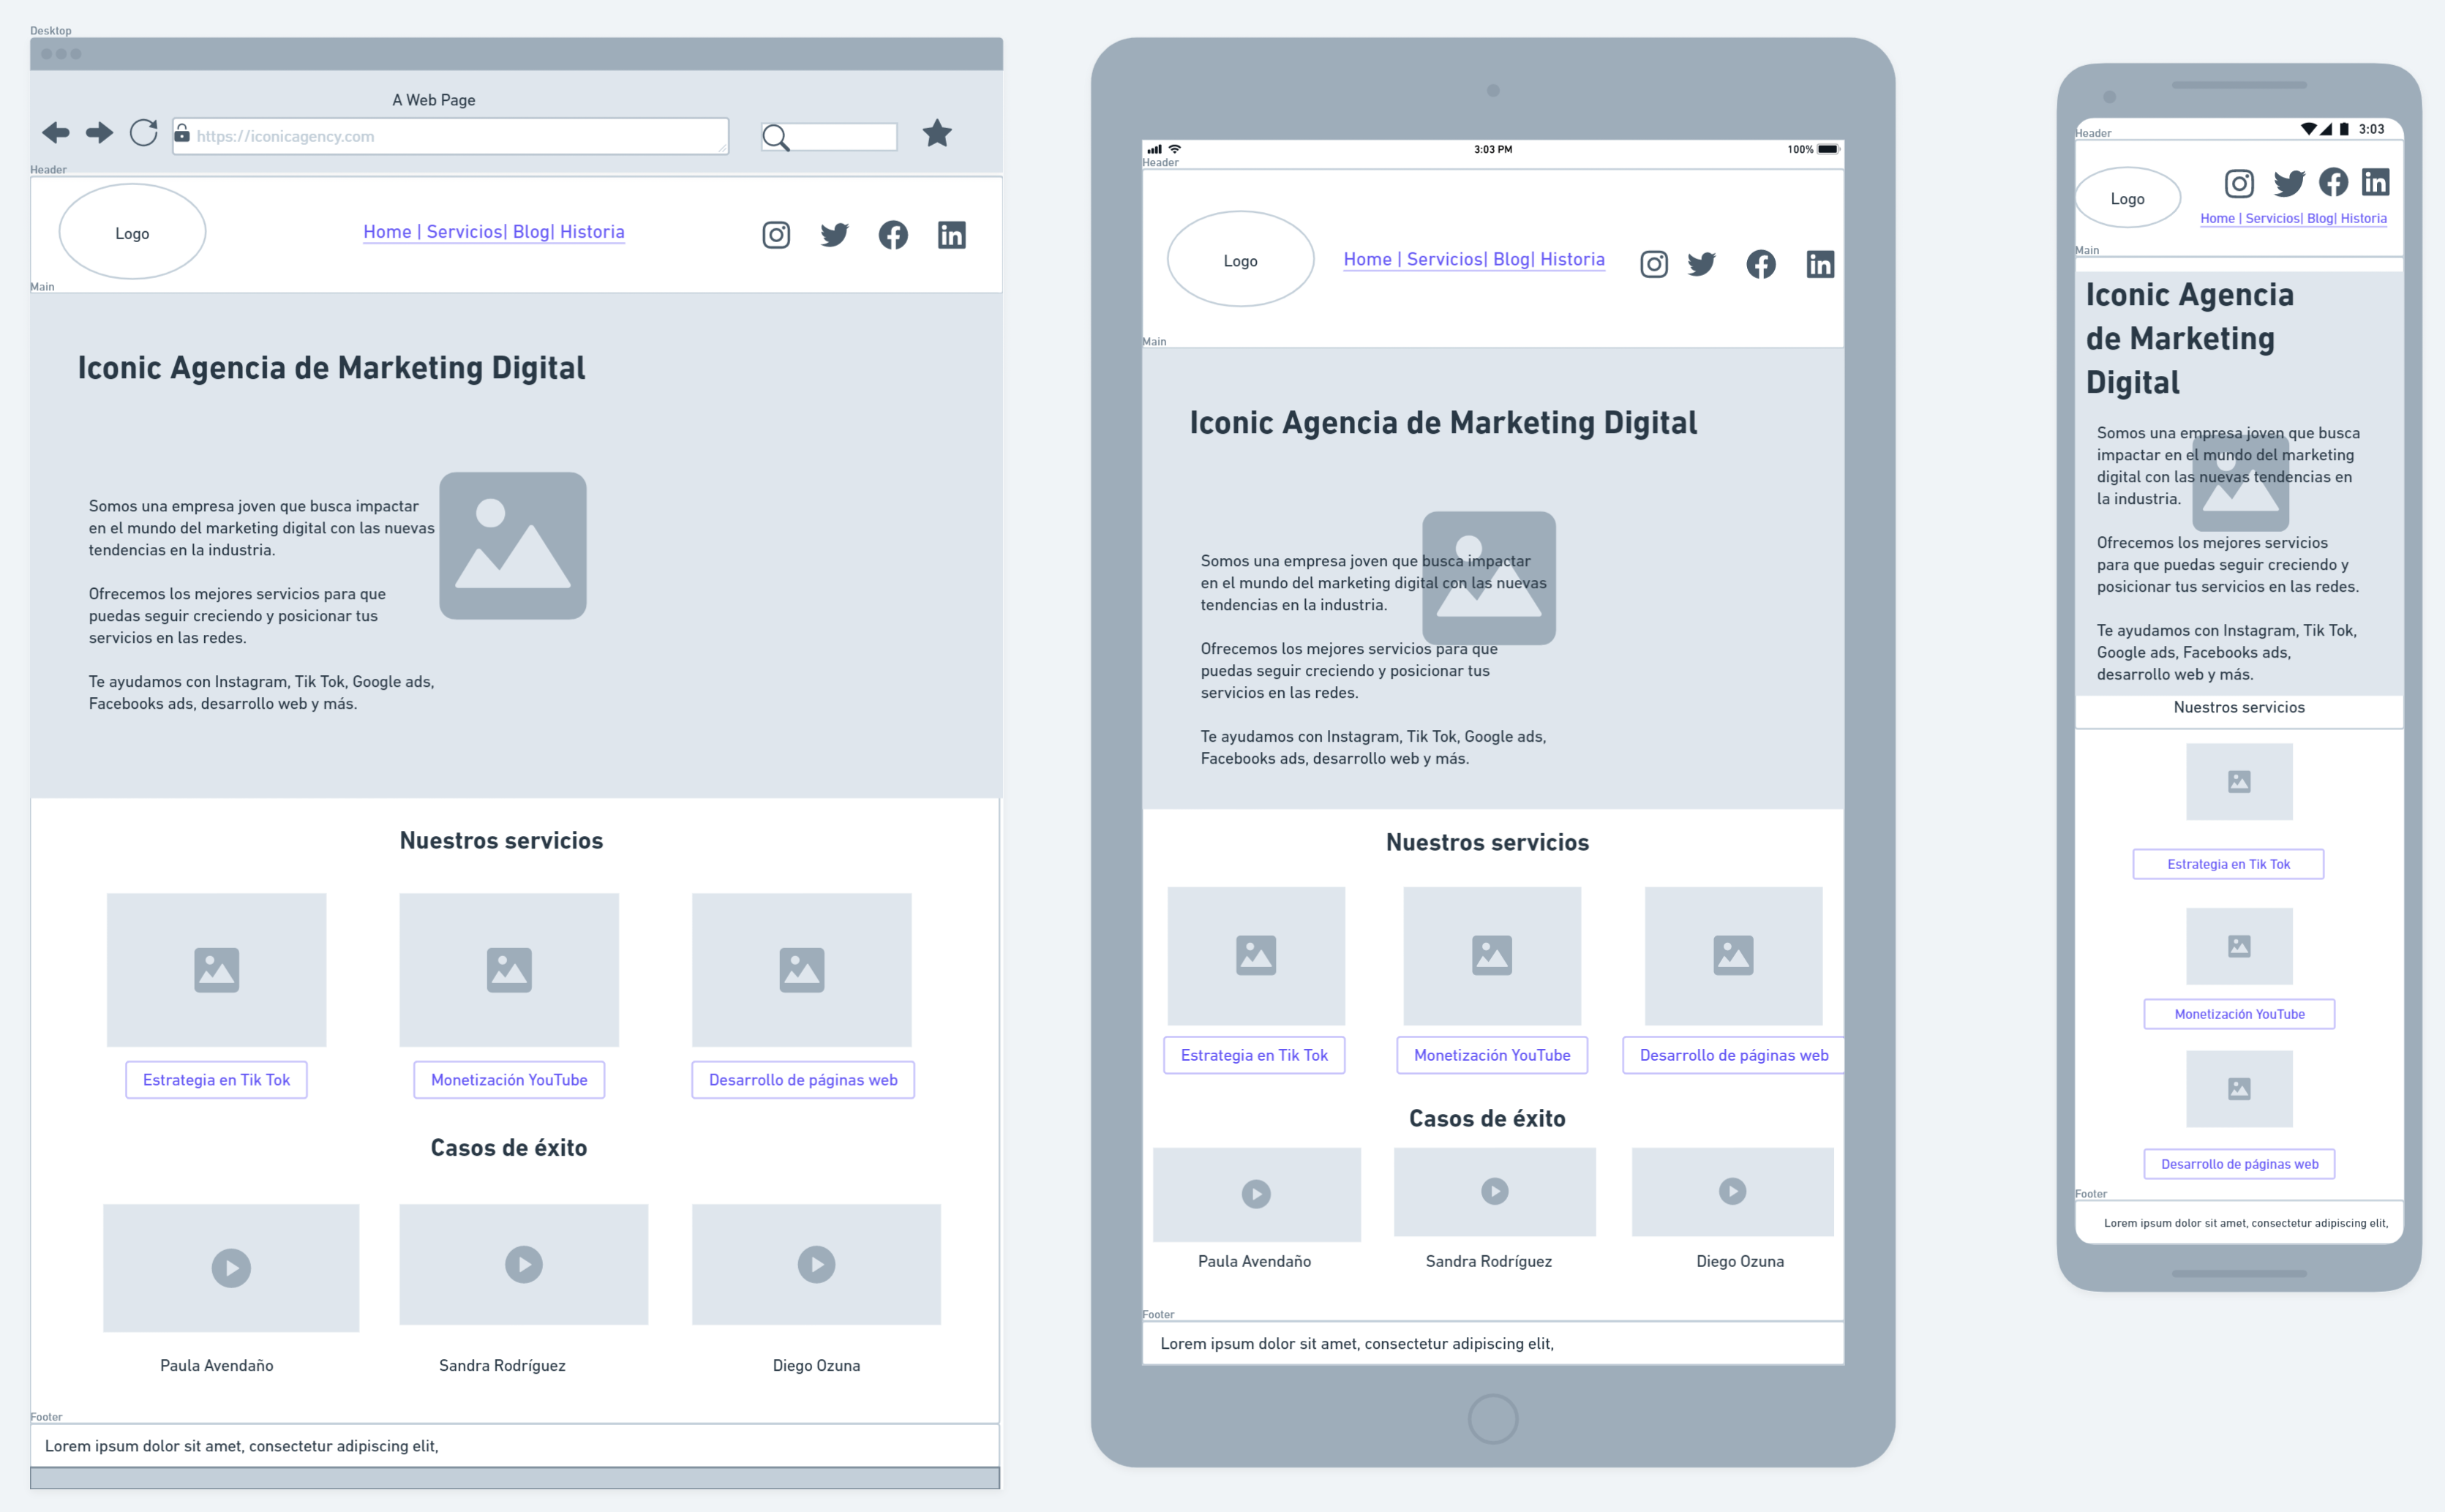 Desktop
A Web Page
https://iconicagency.com
Header
Logo
Home | Servicios| Blog| Historia
Main
Iconic Agencia de Marketing Digital
Somos una empresa joven que busca impactar
en el mundo del marketing digital con las nuevas
tendencias en la industria.
Ofrecemos los mejores servicios para que
puedas seguir creciendo y posicionar tus
servicios en las redes.
Te ayudamos con Instagram, Tik Tok, Google ads,
Facebooks ads, desarrollo web y más.
Nuestros servicios
Estrategia en Tik Tok
Monetización YouTube
Desarrollo de páginas web
Casos de éxito
Paula Avendaño
Sandra Rodríguez
Diego Ozuna
Footer
Lorem ipsum dolor sit amet, consectetur adipiscing elit,
3:03 PM
100%
Header
Logo
Home | Servicios| Blog| Historia
Main
Iconic Agencia de Marketing Digital
Somos una empresa joven que busca impactar
en el mundo del marketing digital con las nuevas
tendencias en la industria.
Ofrecemos los mejores servicios para que
puedas seguir creciendo y posicionar tus
servicios en las redes.
Te ayudamos con Instagram, Tik Tok, Google ads,
Facebooks ads, desarrollo web y más.
Nuestros servicios
Estrategia en Tik Tok
Monetización YouTube
Desarrollo de páginas web
Casos de éxito
Paula Avendaño
Sandra Rodríguez
Diego Ozuna
Footer
Lorem ipsum dolor sit amet, consectetur adipiscing elit,
3:03
Header
Logo
Home | Servicios| Blog| Historia
Main
Iconic Agencia
de Marketing
Digital
Somos una empresa joven que busca
impactar en el mundo del marketing
digital con las nuevas tendencias en
la industria.
Ofrecemos los mejores servicios
para que puedas seguir creciendo y
posicionar tus servicios en las redes.
Te ayudamos con Instagram, Tik Tok,
Google ads, Facebooks ads,
desarrollo web y más.
Nuestros servicios
Estrategia en Tik Tok
Monetización YouTube
Desarrollo de páginas web
Footer
Lorem ipsum dolor sit amet, consectetur adipiscing elit,